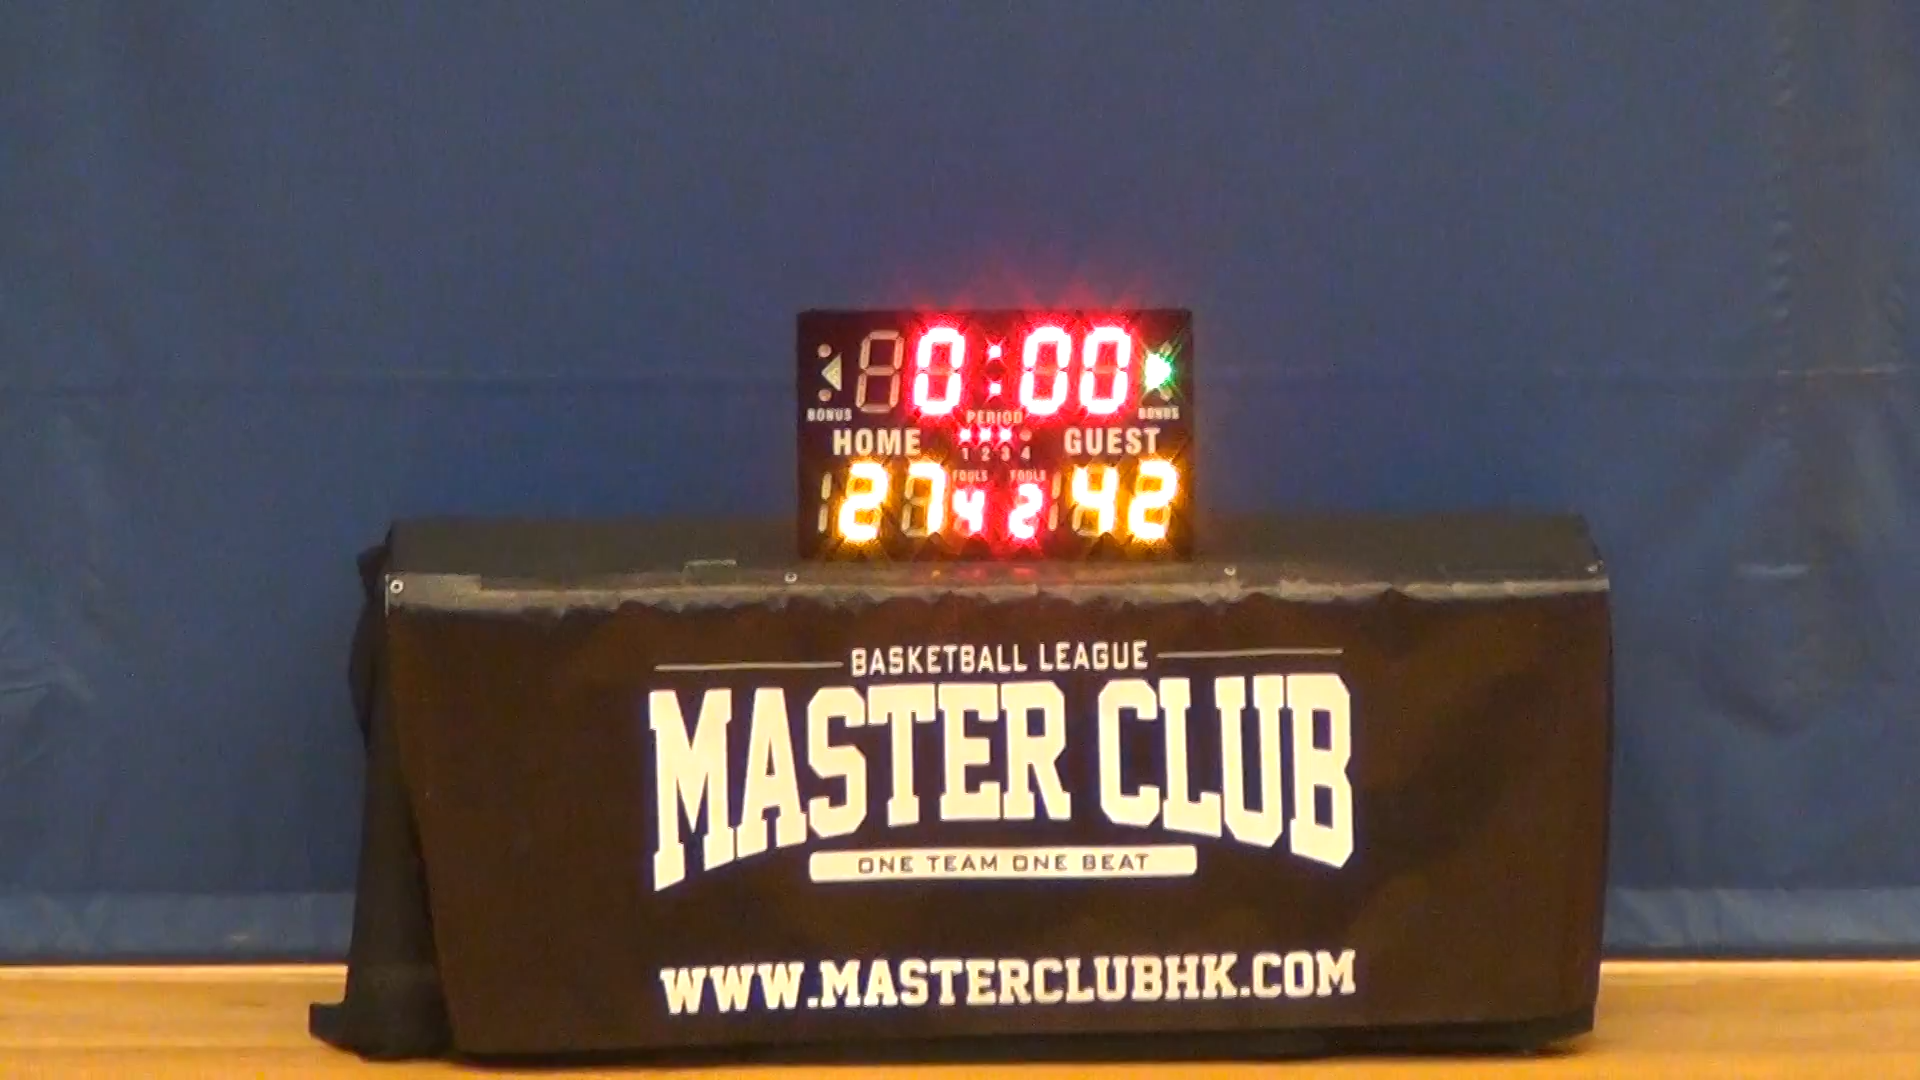 0:00
BONUS PERIOD BONUS
HOME 1 2 3 4 GUEST
FOULS FOULS
27 4 2 42
BASKETBALL LEAGUE
MASTER CLUB
ONE TEAM ONE BEAT
WWW.MASTERCLUBHK.COM